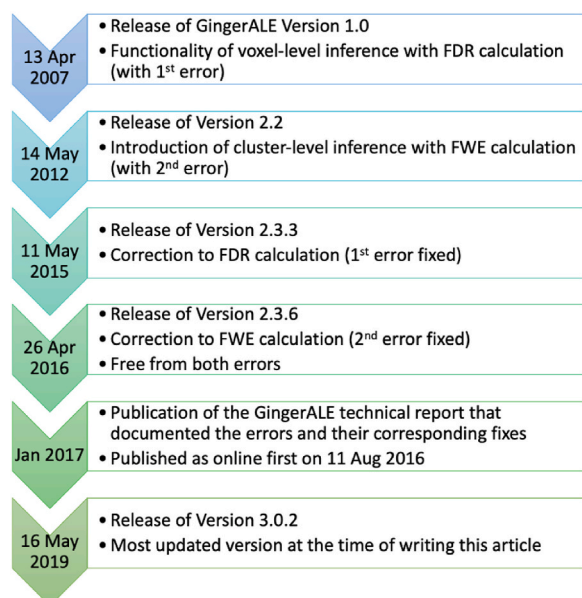 13 Apr
2007
• Release of GingerALE Version 1.0
• Functionality of voxel-level inference with FDR calculation
(with 1st error)
14 May
2012
• Release of Version 2.2
• Introduction of cluster-level inference with FWE calculation
(with 2nd error)
11 May
2015
• Release of Version 2.3.3
• Correction to FDR calculation (1st error fixed)
26 Apr
2016
• Release of Version 2.3.6
• Correction to FWE calculation (2nd error fixed)
• Free from both errors
Jan 2017
• Publication of the GingerALE technical report that
documented the errors and their corresponding fixes
• Published as online first on 11 Aug 2016
16 May
2019
• Release of Version 3.0.2
• Most updated version at the time of writing this article